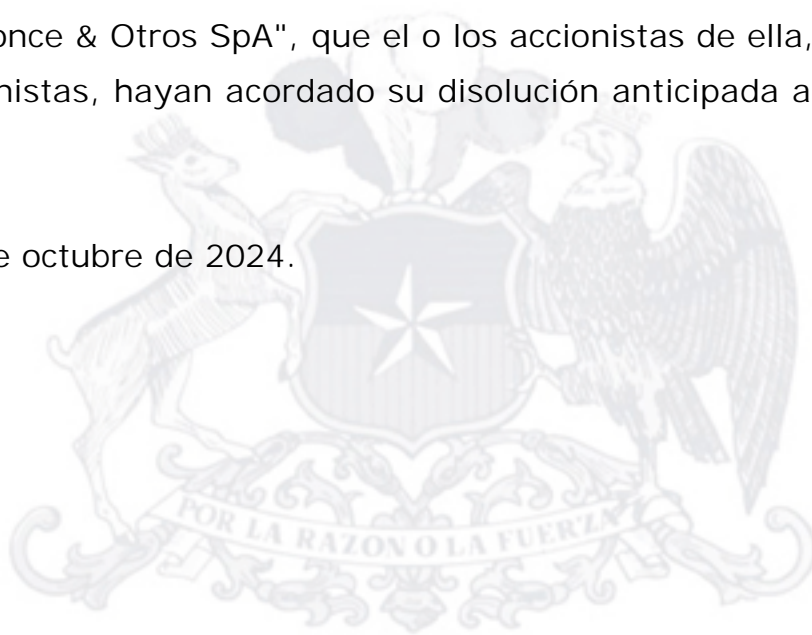 once & Otros SpA", que el o los accionistas de ella,
nistas, hayan acordado su disolución anticipada a
e octubre de 2024.
POR LA RAZON O LA FUERZA